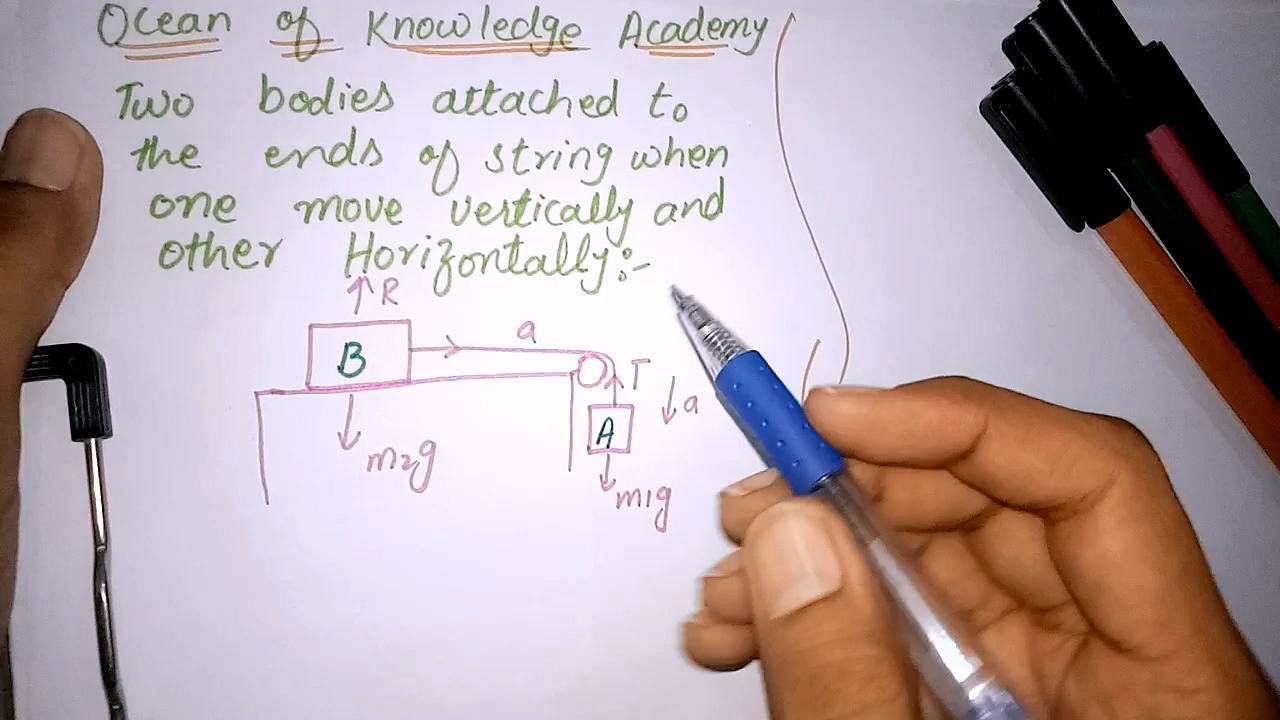 Ocean of Knowledge Academy
Two bodies attached to
the ends of string when
one move vertically and
other Horizontally:-
R
a
B
T
a
A
m2g
m1g